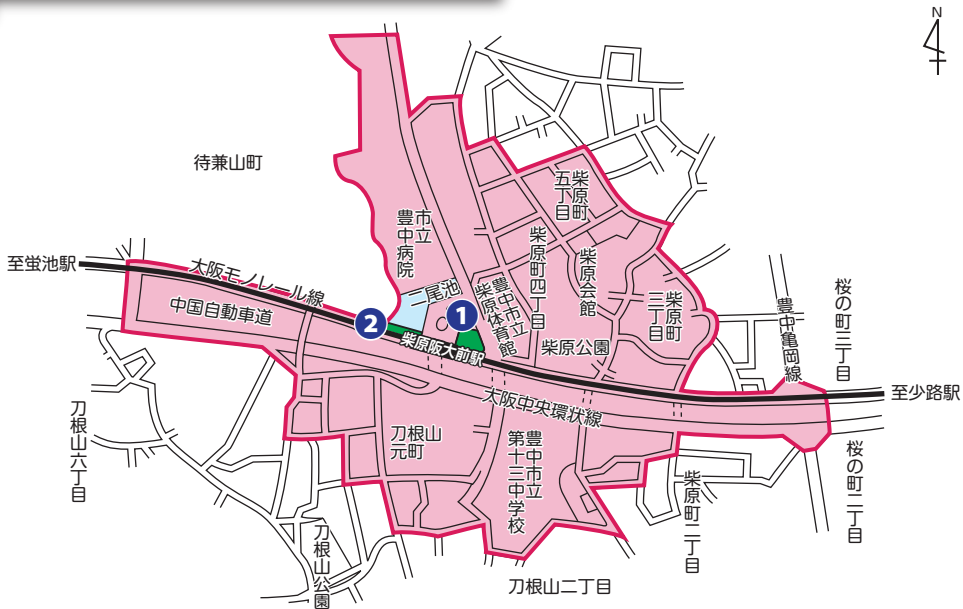 N
待兼山町
至蛍池駅
大阪モノレール線
中国自動車道
市立
豊中病院
二尾池
1
2
柴原阪大前駅
豊中市立
柴原体育館
柴原町四丁目
柴原町
五丁目
柴原会館
柴原町
三丁目
柴原公園
豊中亀岡線
桜の町三丁目
至少路駅
大阪中央環状線
刀根山
元町
豊中市立
第十三中学校
刀根山六丁目
刀根山公園
柴原町二丁目
桜の町二丁目
刀根山二丁目